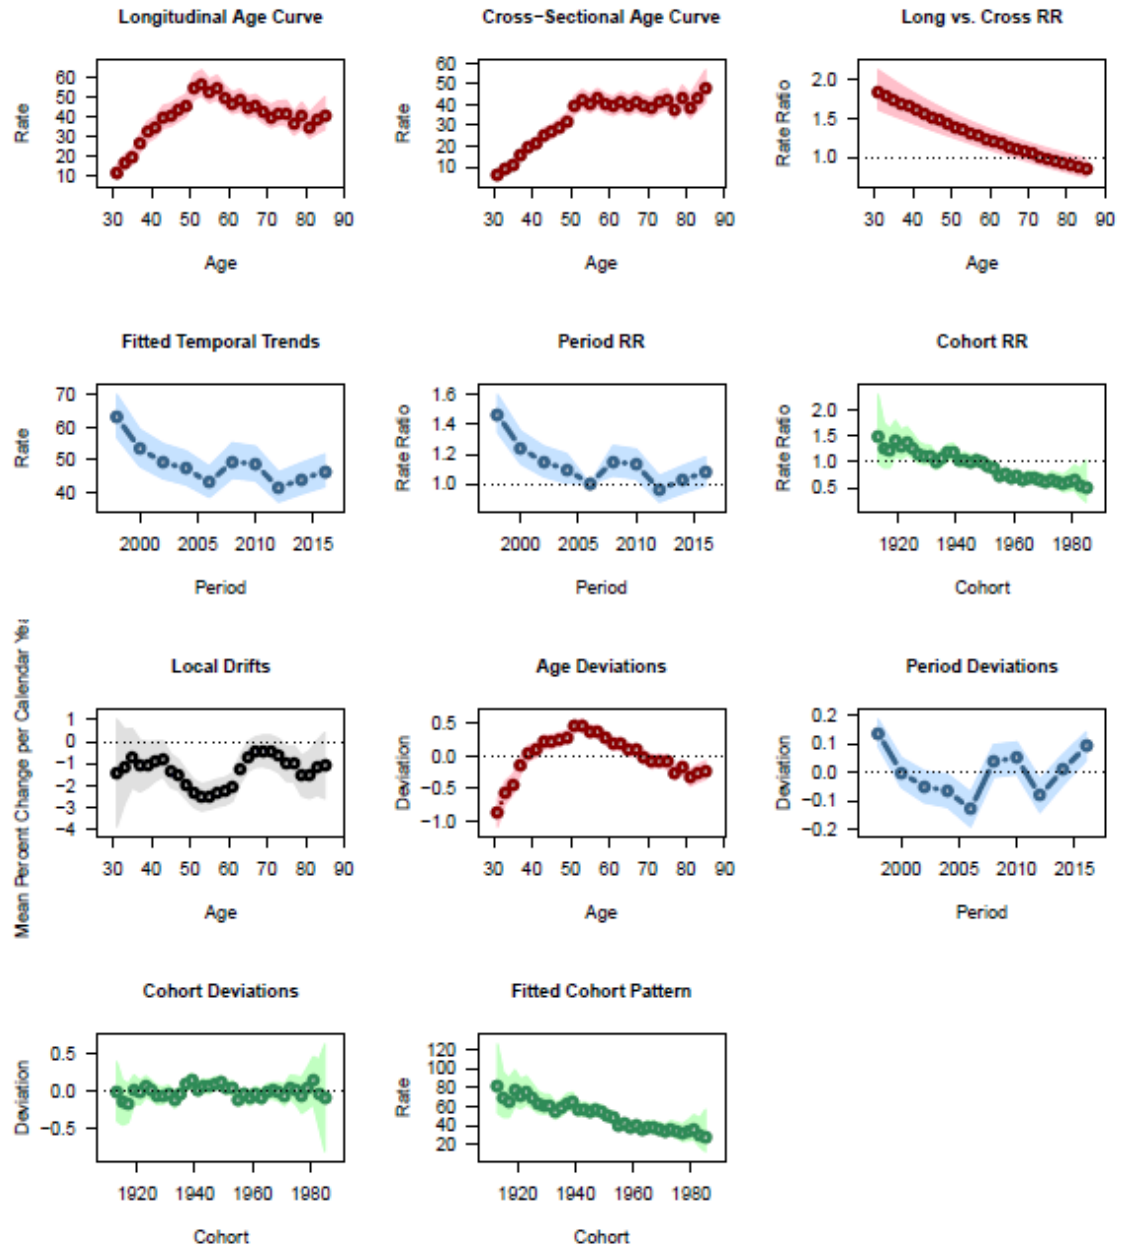 Longitudinal Age Curve
Rate
60
50
40
30
20
10
30 40 50 60 70 80 90
Age
Cross−Sectional Age Curve
Rate
60
50
40
30
20
10
30 40 50 60 70 80 90
Age
Long vs. Cross RR
Rate Ratio
2.0
1.5
1.0
30 40 50 60 70 80 90
Age
Fitted Temporal Trends
Rate
70
60
50
40
2000 2005 2010 2015
Period
Period RR
Rate Ratio
1.6
1.4
1.2
1.0
2000 2005 2010 2015
Period
Cohort RR
Rate Ratio
2.0
1.5
1.0
0.5
1920 1940 1960 1980
Cohort
Local Drifts
Mean Percent Change per Calendar Yea
1
0
−1
−2
−3
−4
30 40 50 60 70 80 90
Age
Age Deviations
Deviation
0.5
0.0
−0.5
−1.0
30 40 50 60 70 80 90
Age
Period Deviations
Deviation
0.2
0.1
0.0
−0.1
−0.2
2000 2005 2010 2015
Period
Cohort Deviations
Deviation
0.5
0.0
−0.5
1920 1940 1960 1980
Cohort
Fitted Cohort Pattern
Rate
120
100
80
60
40
20
1920 1940 1960 1980
Cohort